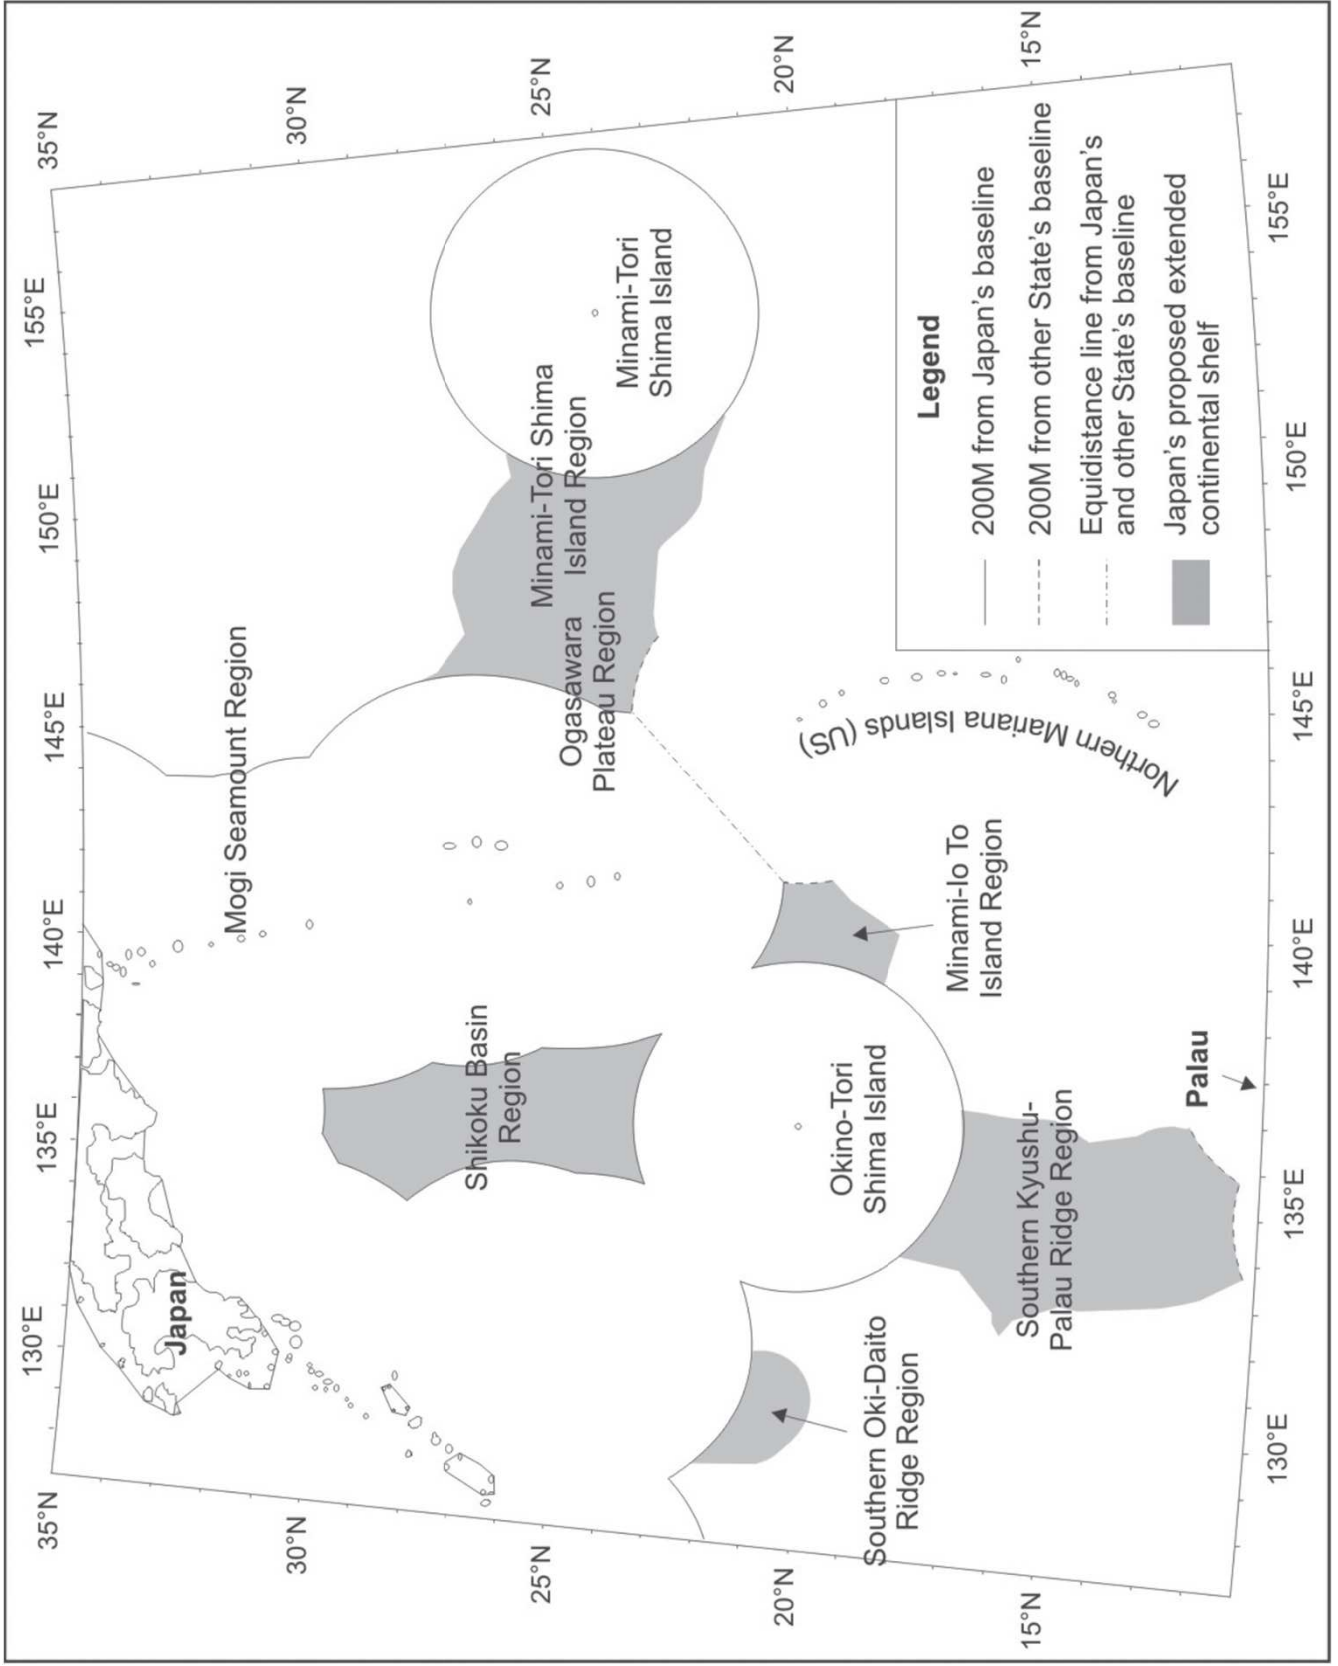 35°N
30°N
25°N
20°N
15°N
130°E
135°E
140°E
145°E
150°E
155°E
Japan
Mogi Seamount Region
Shikoku Basin
Region
Ogasawara
Plateau Region
Minami-Tori Shima
Island Region
Minami-Tori
Shima Island
Okino-Tori
Shima Island
Minami-Io To
Island Region
Northern Mariana Islands (US)
Southern Oki-Daito
Ridge Region
Southern Kyushu-
Palau Ridge Region
Palau
35°N
30°N
25°N
20°N
15°N
130°E
135°E
140°E
145°E
150°E
155°E
Legend
200M from Japan's baseline
200M from other State's baseline
Equidistance line from Japan's
and other State's baseline
Japan's proposed extended
continental shelf